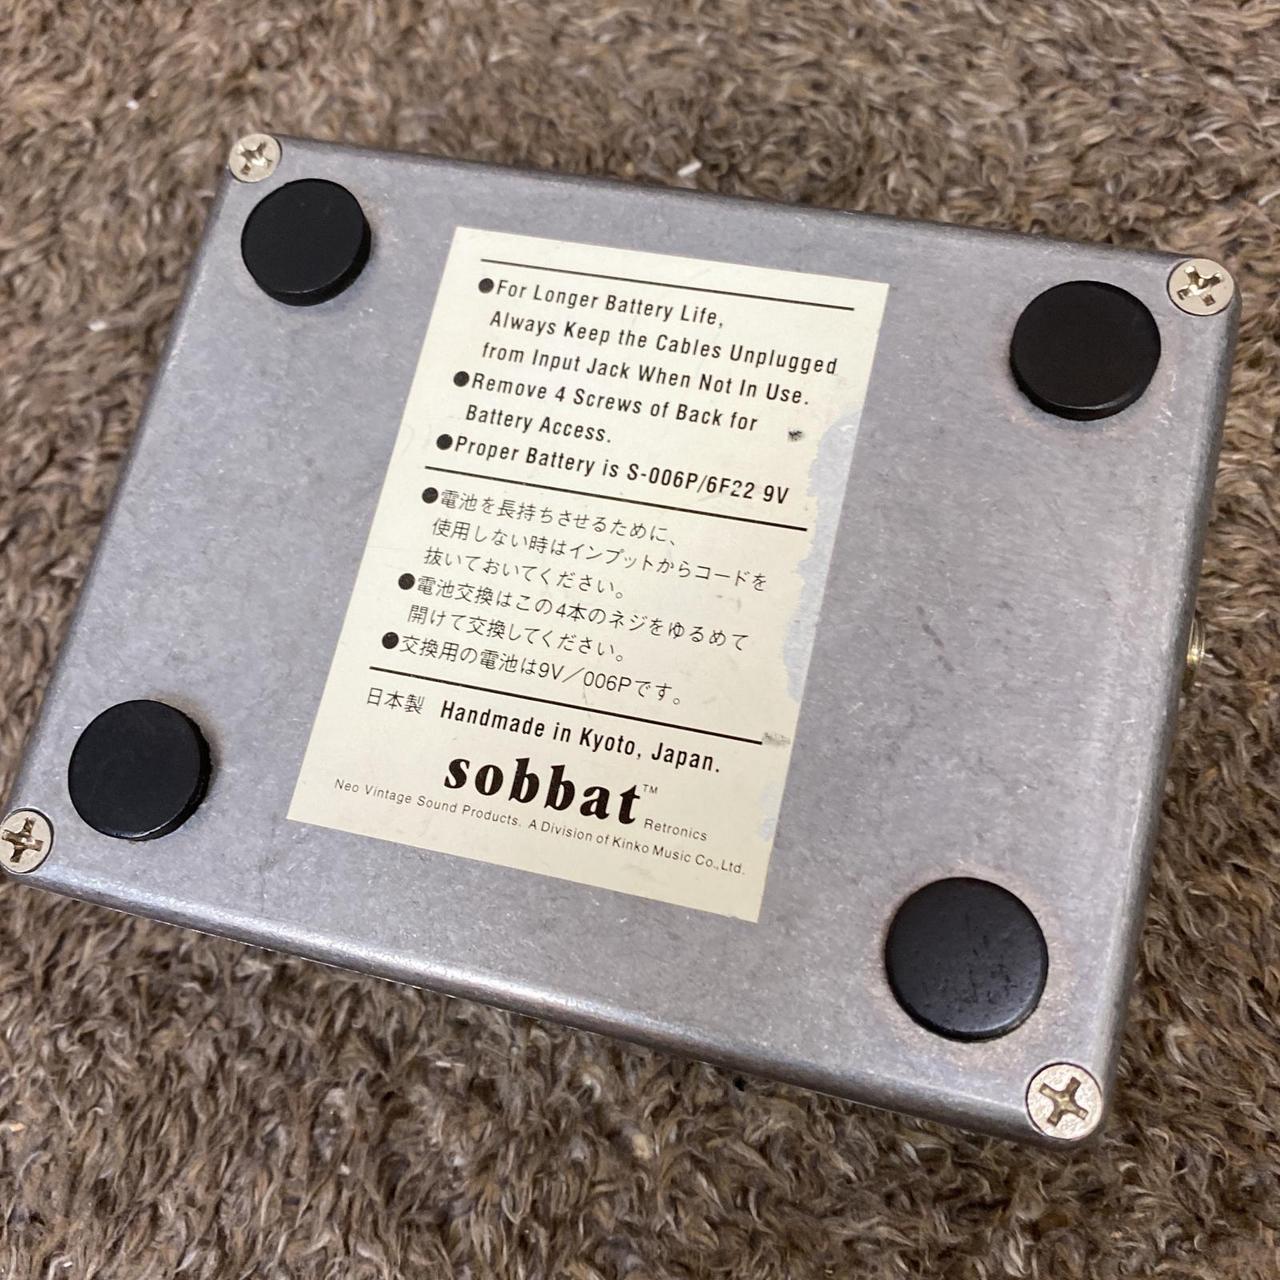 ●For Longer Battery Life,
Always Keep the Cables Unplugged
from Input Jack When Not In Use.
●Remove 4 Screws of Back for
Battery Access.
●Proper Battery is S-006P/6F22 9V
●電池を長持ちさせるために、
使用しない時はインプットからコードを
抜いておいてください。
●電池交換はこの4本のネジをゆるめて
開けて交換してください。
●交換用の電池は9V／006Pです。
日本製 Handmade in Kyoto, Japan.
sobbat™ Retronics
Neo Vintage Sound Products. A Division of Kinko Music Co.,Ltd.